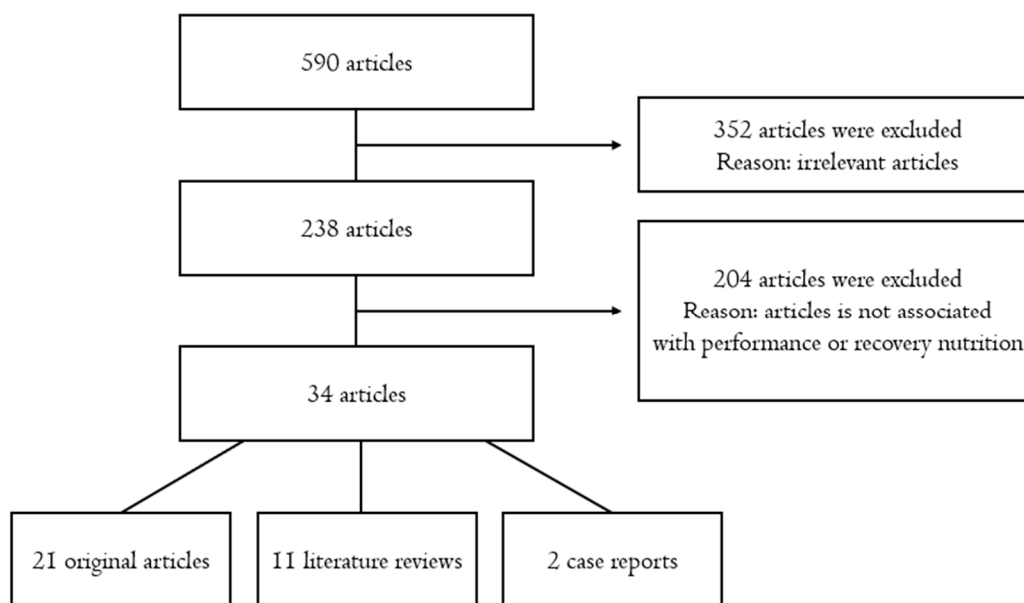 590 articles
352 articles were excluded
Reason: irrelevant articles
238 articles
204 articles were excluded
Reason: articles is not associated
with performance or recovery nutrition
34 articles
21 original articles
11 literature reviews
2 case reports